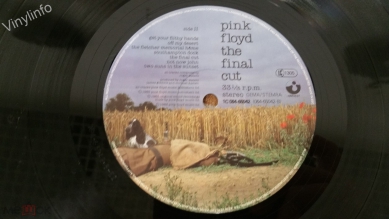 Vinylinfo
side II
get your filthy hands
off my desert
the fletcher memorial home
southampton dock
the final cut
not now john
two suns in the sunset
pink
floyd
the
final
cut
33⅓ r.p.m.
stereo